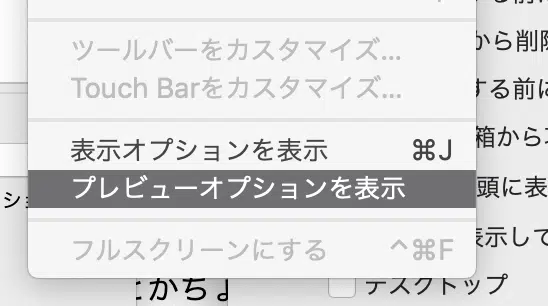 から削除
ツールバーをカスタマイズ...
Touch Barをカスタマイズ...
する前に
表示オプションを表示 ⌘J
箱から
プレビューオプションを表示
頭に表
ショ
表示して
フルスクリーンにする ^⌘F
とかちょ
デスクトップ